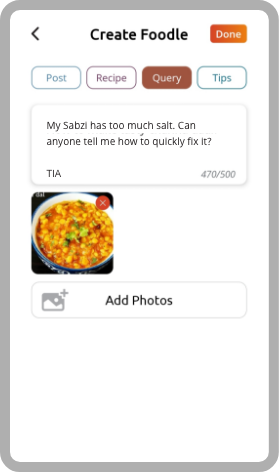 Create Foodle
Done
Post
Recipe
Query
Tips
My Sabzi has too much salt. Can
anyone tell me how to quickly fix it?
TIA
470/500
dal
Add Photos